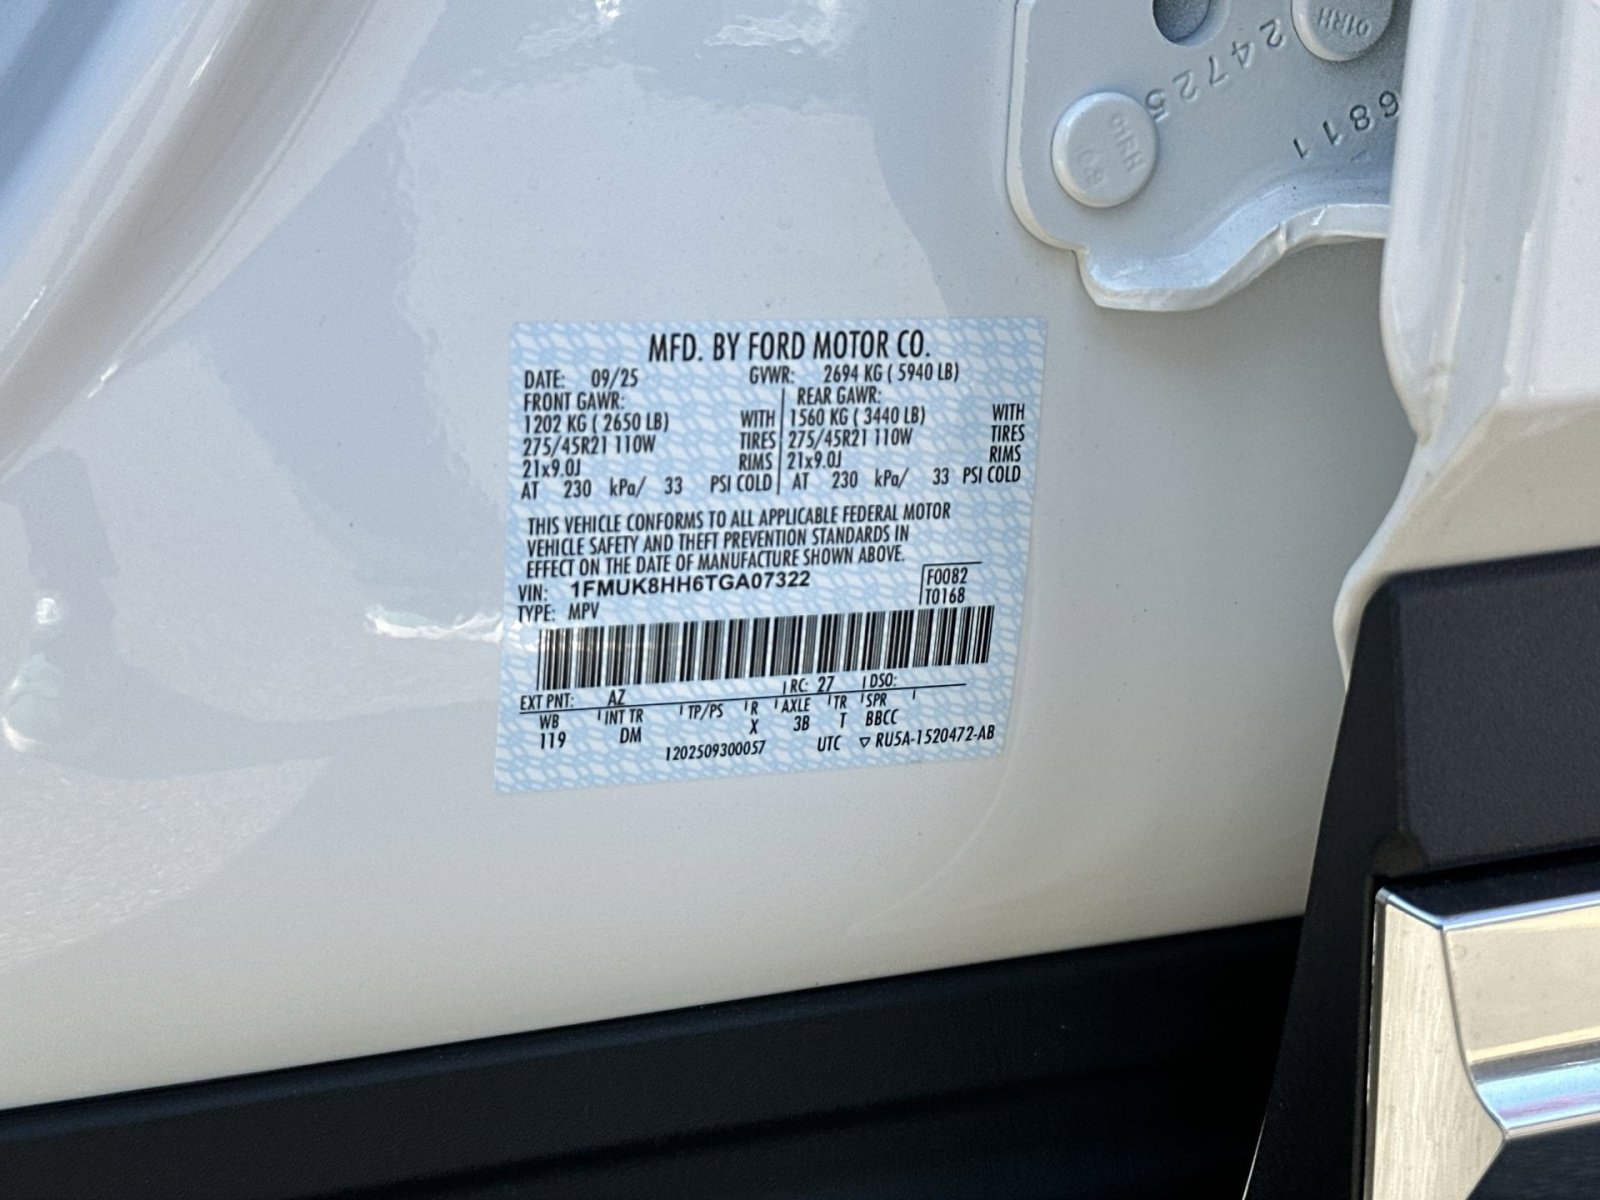 24725
6811
01RH
MFD. BY FORD MOTOR CO.
DATE: 09/25 GVWR: 2694 KG ( 5940 LB)
FRONT GAWR: REAR GAWR:
1202 KG ( 2650 LB) WITH 1560 KG ( 3440 LB) WITH
275/45R21 110W TIRES 275/45R21 110W TIRES
21x9.0J RIMS 21x9.0J RIMS
AT 230 kPa/ 33 PSI COLD AT 230 kPa/ 33 PSI COLD
THIS VEHICLE CONFORMS TO ALL APPLICABLE FEDERAL MOTOR
VEHICLE SAFETY AND THEFT PREVENTION STANDARDS IN
EFFECT ON THE DATE OF MANUFACTURE SHOWN ABOVE.
VIN: 1FMUK8HH6TGA07322 F0082
TYPE: MPV T0168
EXT PNT: AZ RC: 27 DSO:
WB INT TR TP/PS R AXLE TR SPR
119 DM X 3B T BBCC
1202509300057 UTC ▽ RU5A-1520472-AB